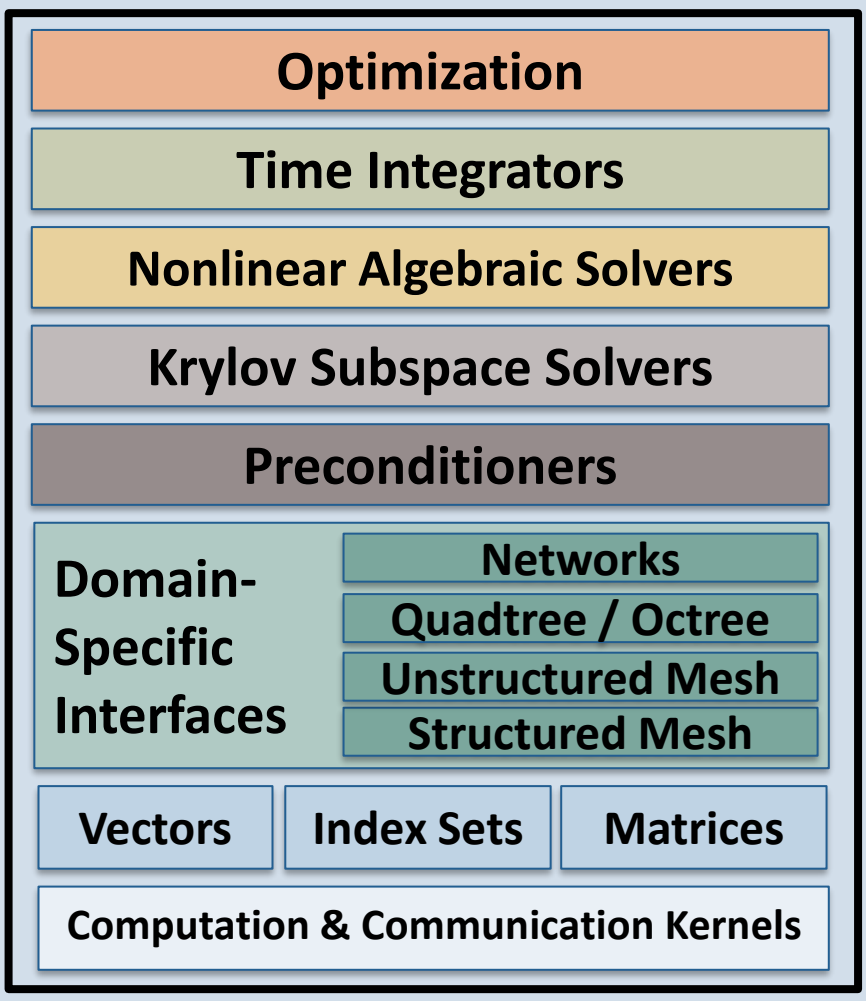 Optimization
Time Integrators
Nonlinear Algebraic Solvers
Krylov Subspace Solvers
Preconditioners
Domain-
Specific
Interfaces
Networks
Quadtree / Octree
Unstructured Mesh
Structured Mesh
Vectors
Index Sets
Matrices
Computation & Communication Kernels